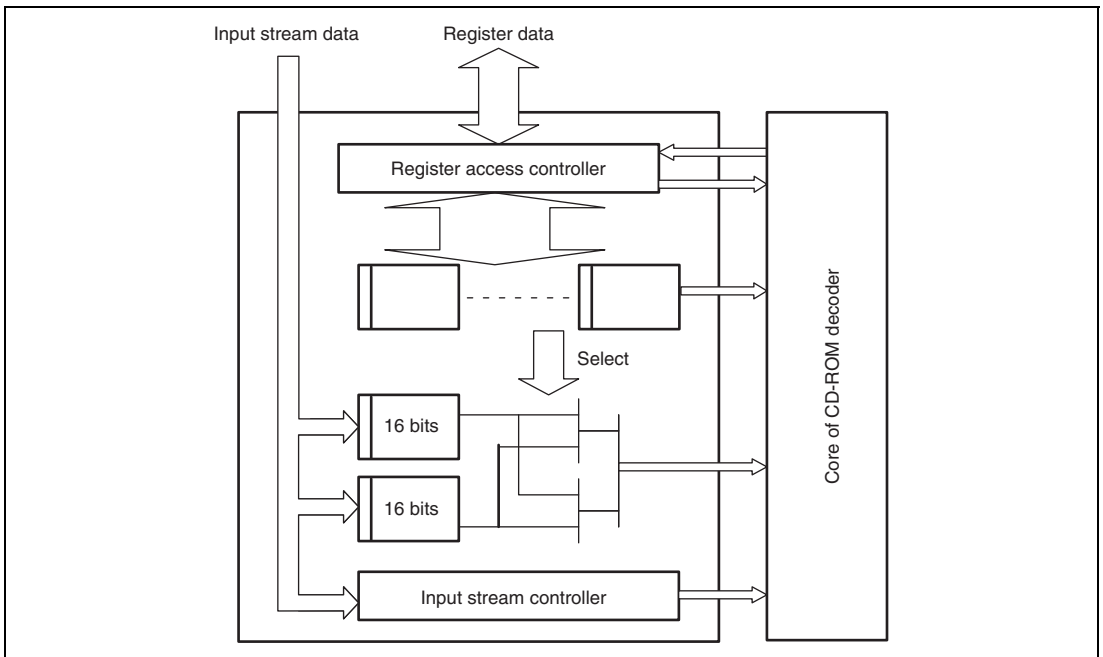 Input stream data
Register data
Register access controller
Select
16 bits
16 bits
Input stream controller
Core of CD-ROM decoder